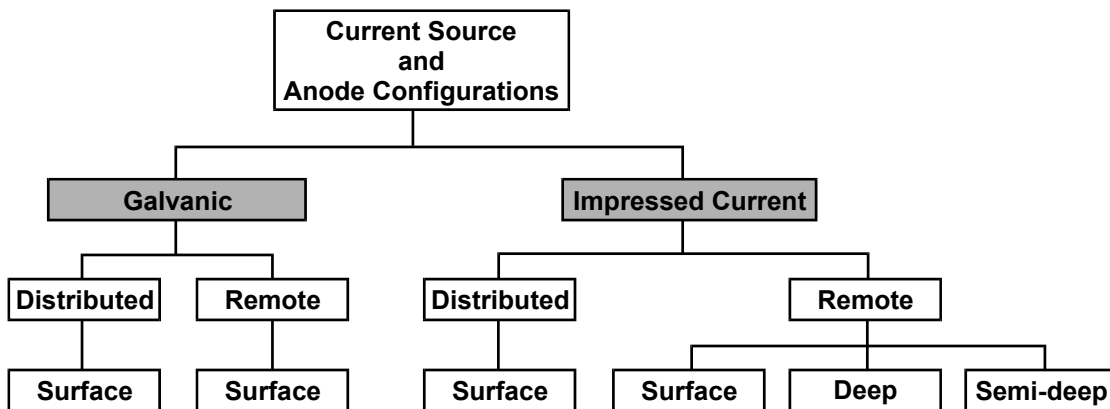 Current Source
and
Anode Configurations
Galvanic
Impressed Current
Distributed
Remote
Distributed
Remote
Surface
Surface
Surface
Surface
Deep
Semi-deep